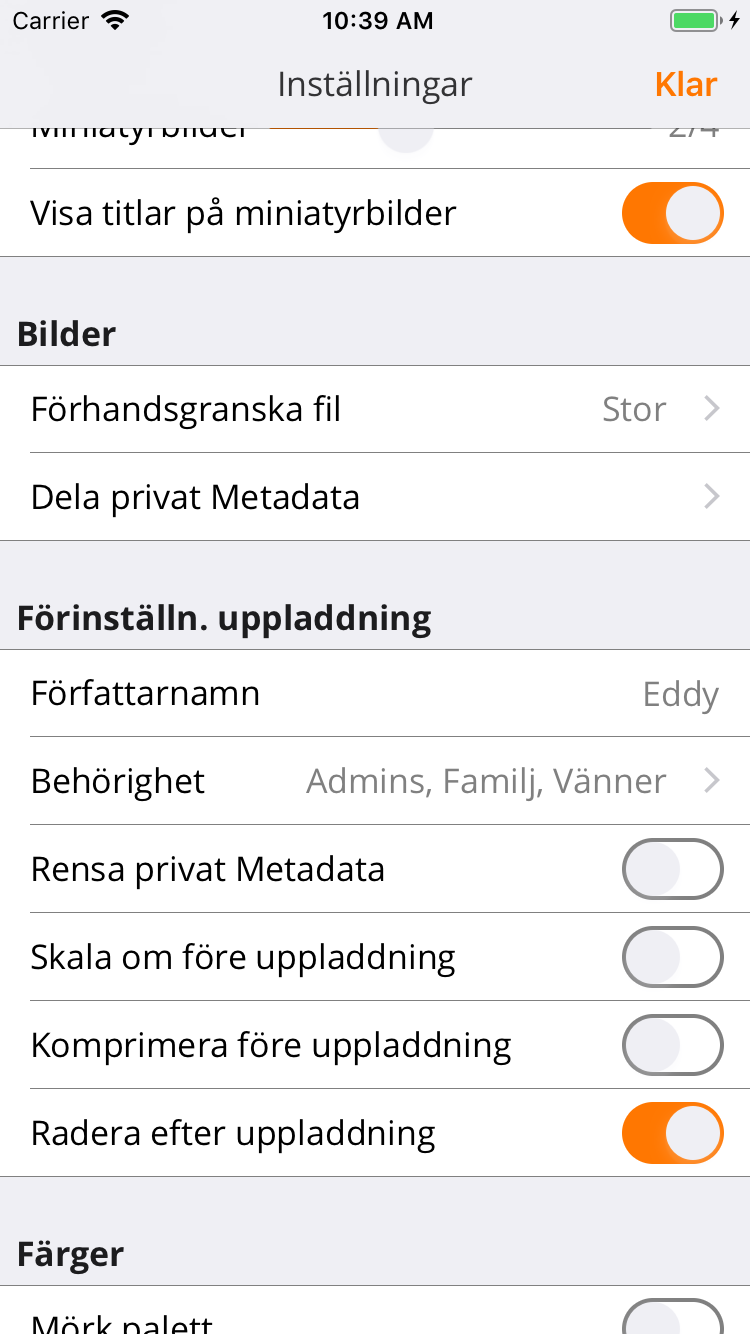 Carrier 10:39 AM
Inställningar Klar
Miniatyrbilder 2/4
Visa titlar på miniatyrbilder
Bilder
Förhandsgranska fil Stor
Dela privat Metadata
Förinställn. uppladdning
Författarnamn Eddy
Behörighet Admins, Familj, Vänner
Rensa privat Metadata
Skala om före uppladdning
Komprimera före uppladdning
Radera efter uppladdning
Färger
Mörk palett